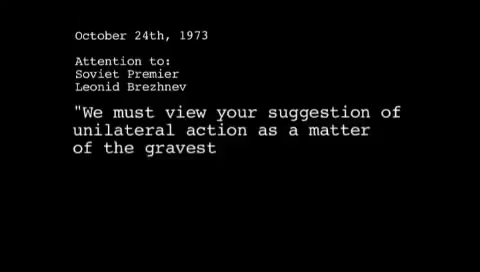 October 24th, 1973
Attention to:
Soviet Premier
Leonid Brezhnev
"We must view your suggestion of
unilateral action as a matter
of the gravest